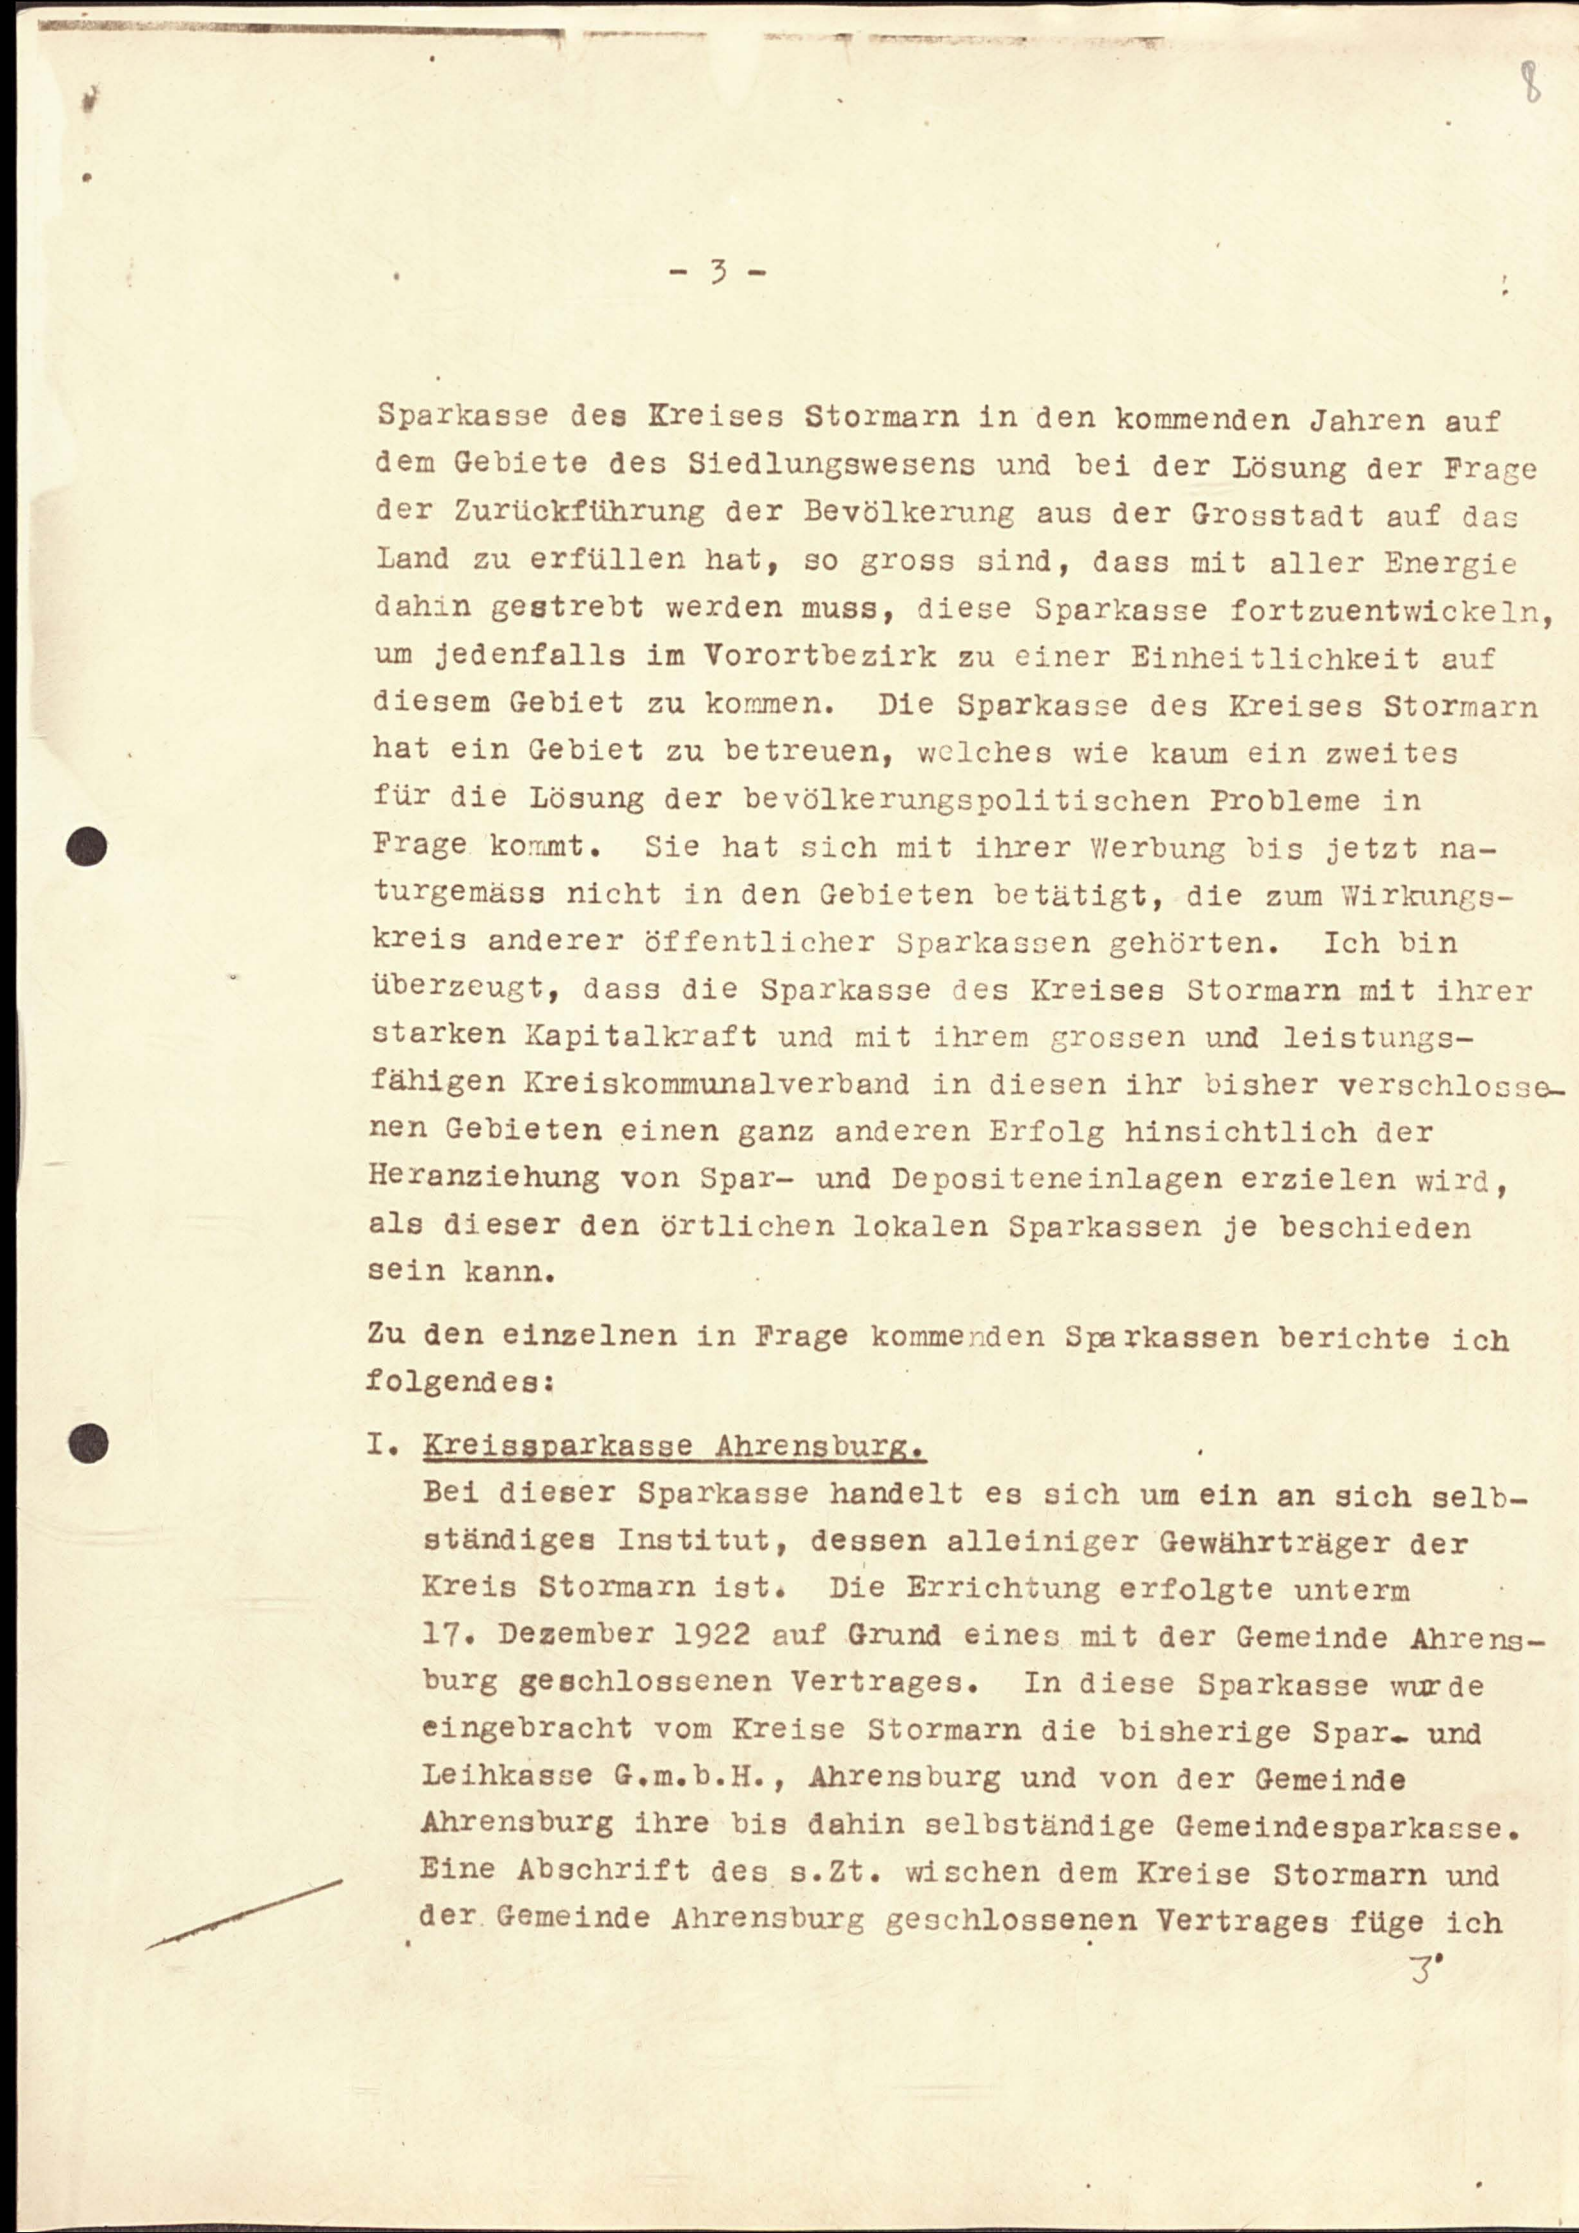 8
- 3 -
Sparkasse des Kreises Stormarn in den kommenden Jahren auf
dem Gebiete des Siedlungswesens und bei der Lösung der Frage
der Zurückführung der Bevölkerung aus der Grosstadt auf das
Land zu erfüllen hat, so gross sind, dass mit aller Energie
dahin gestrebt werden muss, diese Sparkasse fortzuentwickeln,
um jedenfalls im Vorortbezirk zu einer Einheitlichkeit auf
diesem Gebiet zu kommen. Die Sparkasse des Kreises Stormarn
hat ein Gebiet zu betreuen, welches wie kaum ein zweites
für die Lösung der bevölkerungspolitischen Probleme in
Frage kommt. Sie hat sich mit ihrer Werbung bis jetzt na-
turgemäss nicht in den Gebieten betätigt, die zum Wirkungs-
kreis anderer öffentlicher Sparkassen gehörten. Ich bin
überzeugt, dass die Sparkasse des Kreises Stormarn mit ihrer
starken Kapitalkraft und mit ihrem grossen und leistungs-
fähigen Kreiskommunalverband in diesen ihr bisher verschlosse-
nen Gebieten einen ganz anderen Erfolg hinsichtlich der
Heranziehung von Spar- und Depositeneinlagen erzielen wird,
als dieser den örtlichen lokalen Sparkassen je beschieden
sein kann.
Zu den einzelnen in Frage kommenden Sparkassen berichte ich
folgendes:
I. Kreissparkasse Ahrensburg.
Bei dieser Sparkasse handelt es sich um ein an sich selb-
ständiges Institut, dessen alleiniger Gewährträger der
Kreis Stormarn ist. Die Errichtung erfolgte unterm
17. Dezember 1922 auf Grund eines mit der Gemeinde Ahrens-
burg geschlossenen Vertrages. In diese Sparkasse wurde
eingebracht vom Kreise Stormarn die bisherige Spar- und
Leihkasse G.m.b.H., Ahrensburg und von der Gemeinde
Ahrensburg ihre bis dahin selbständige Gemeindesparkasse.
Eine Abschrift des s.Zt. wischen dem Kreise Stormarn und
der Gemeinde Ahrensburg geschlossenen Vertrages füge ich